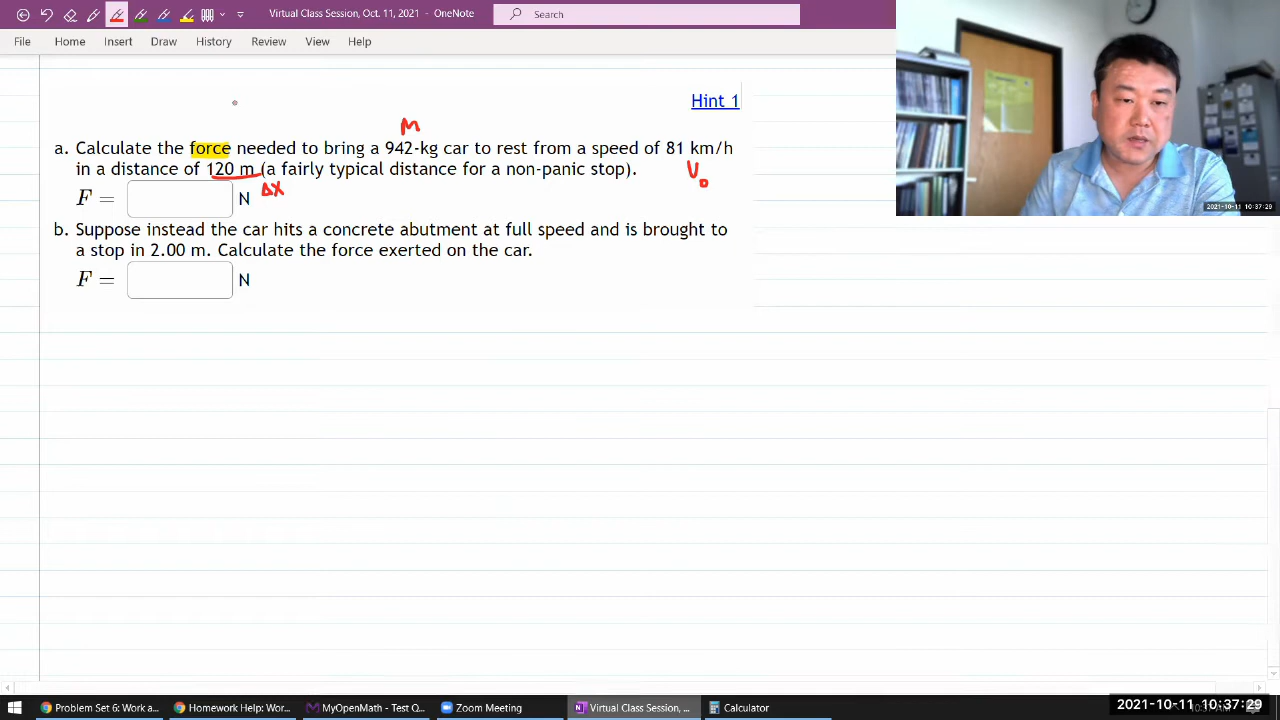 Virtual Class Session, Oct. 11, 2021 - OneNote
Search
File Home Insert Draw History Review View Help
Hint 1
M
a. Calculate the force needed to bring a 942-kg car to rest from a speed of 81 km/h
in a distance of 120 m (a fairly typical distance for a non-panic stop).
V₀
Δx
F = N
b. Suppose instead the car hits a concrete abutment at full speed and is brought to
a stop in 2.00 m. Calculate the force exerted on the car.
F = N
2021-10-11 10:37:29
Problem Set 6: Work a... Homework Help: Wor... MyOpenMath - Test Q... Zoom Meeting Virtual Class Session, ... Calculator 2021-10-11 10:37:29